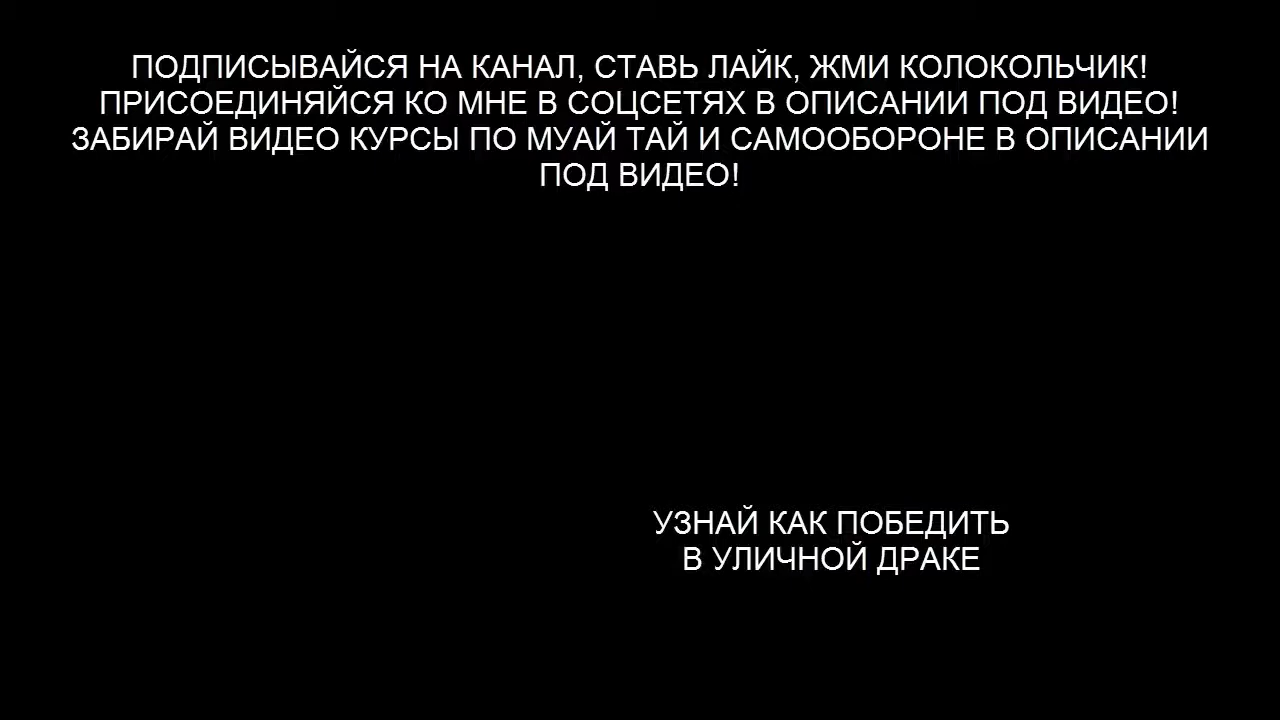 ПОДПИСЫВАЙСЯ НА КАНАЛ, СТАВЬ ЛАЙК, ЖМИ КОЛОКОЛЬЧИК!
ПРИСОЕДИНЯЙСЯ КО МНЕ В СОЦСЕТЯХ В ОПИСАНИИ ПОД ВИДЕО!
ЗАБИРАЙ ВИДЕО КУРСЫ ПО МУАЙ ТАЙ И САМООБОРОНЕ В ОПИСАНИИ
ПОД ВИДЕО!
УЗНАЙ КАК ПОБЕДИТЬ
В УЛИЧНОЙ ДРАКЕ